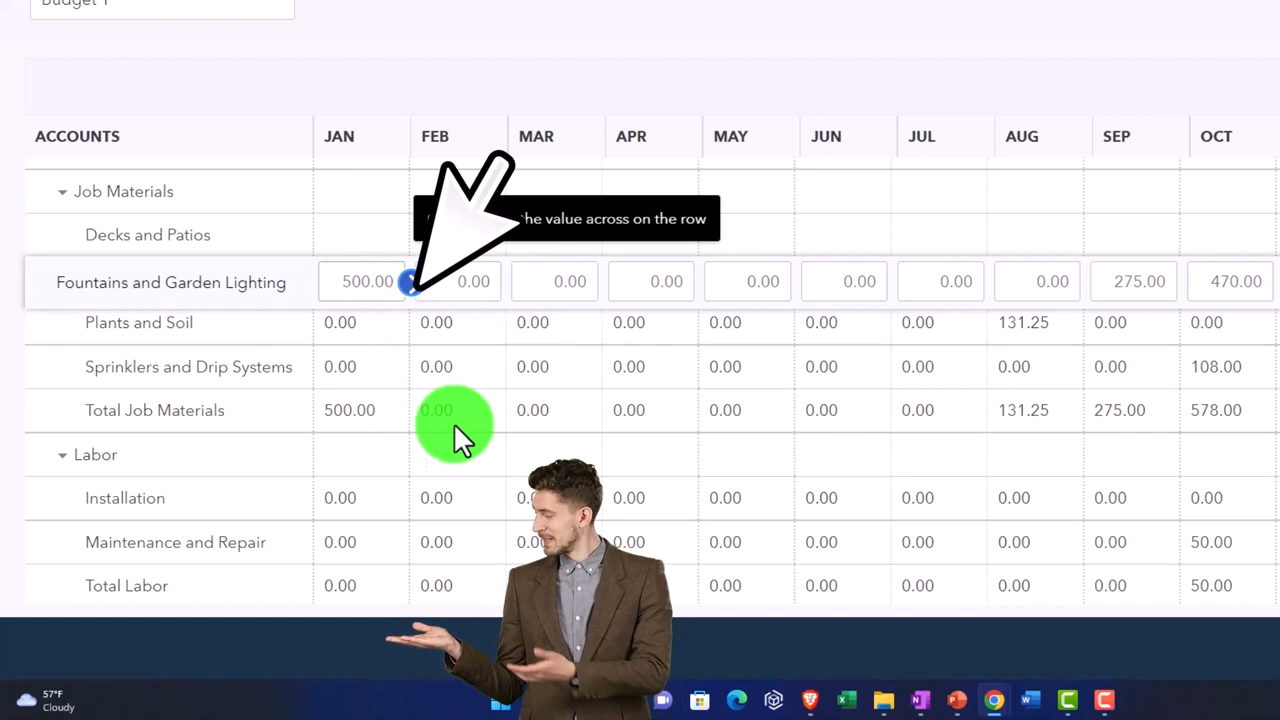 Budget 1
ACCOUNTS JAN FEB MAR APR MAY JUN JUL AUG SEP OCT
Job Materials
the value across on the row
Decks and Patios
Fountains and Garden Lighting 500.00 0.00 0.00 0.00 0.00 0.00 0.00 0.00 275.00 470.00
Plants and Soil 0.00 0.00 0.00 0.00 0.00 0.00 0.00 131.25 0.00 0.00
Sprinklers and Drip Systems 0.00 0.00 0.00 0.00 0.00 0.00 0.00 0.00 0.00 108.00
Total Job Materials 500.00 0.00 0.00 0.00 0.00 0.00 0.00 131.25 275.00 578.00
Labor
Installation 0.00 0.00 0.00 0.00 0.00 0.00 0.00 0.00 0.00
Maintenance and Repair 0.00 0.00 0.00 0.00 0.00 0.00 0.00 0.00 50.00
Total Labor 0.00 0.00 0.00 0.00 0.00 0.00 0.00 50.00
57°F
Cloudy